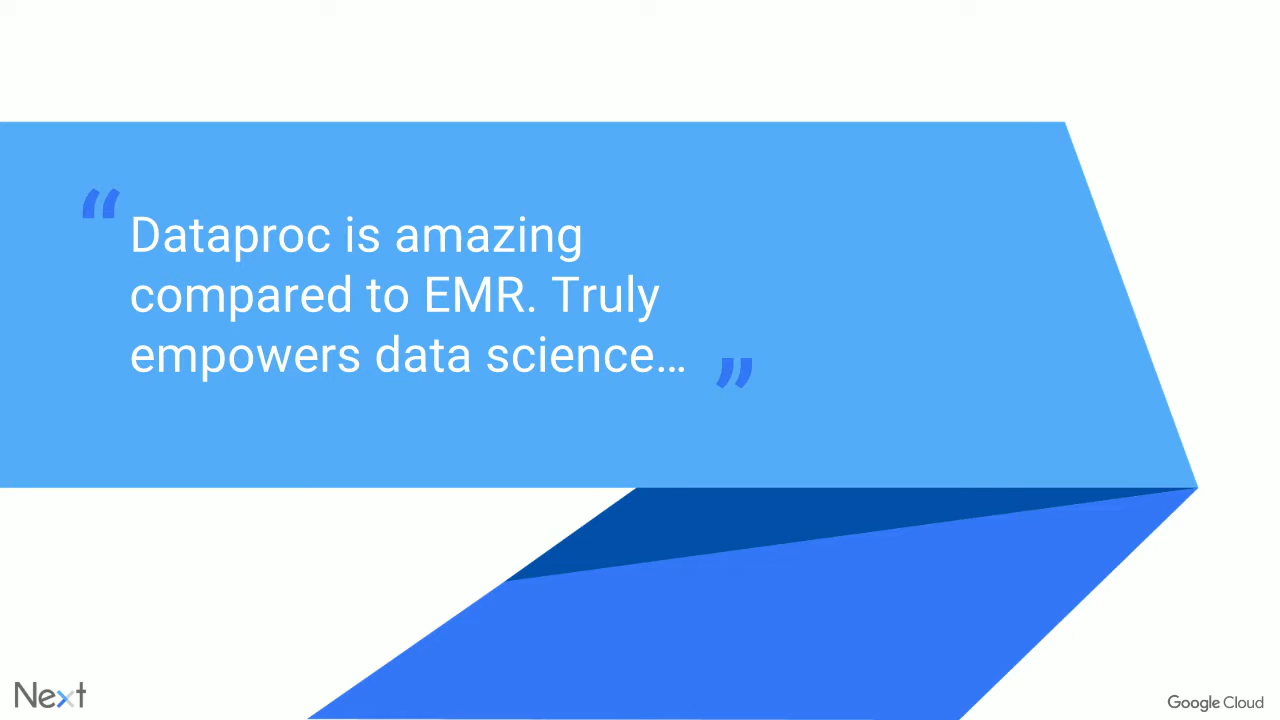 “ Dataproc is amazing
compared to EMR. Truly
empowers data science… ”
Next
Google Cloud